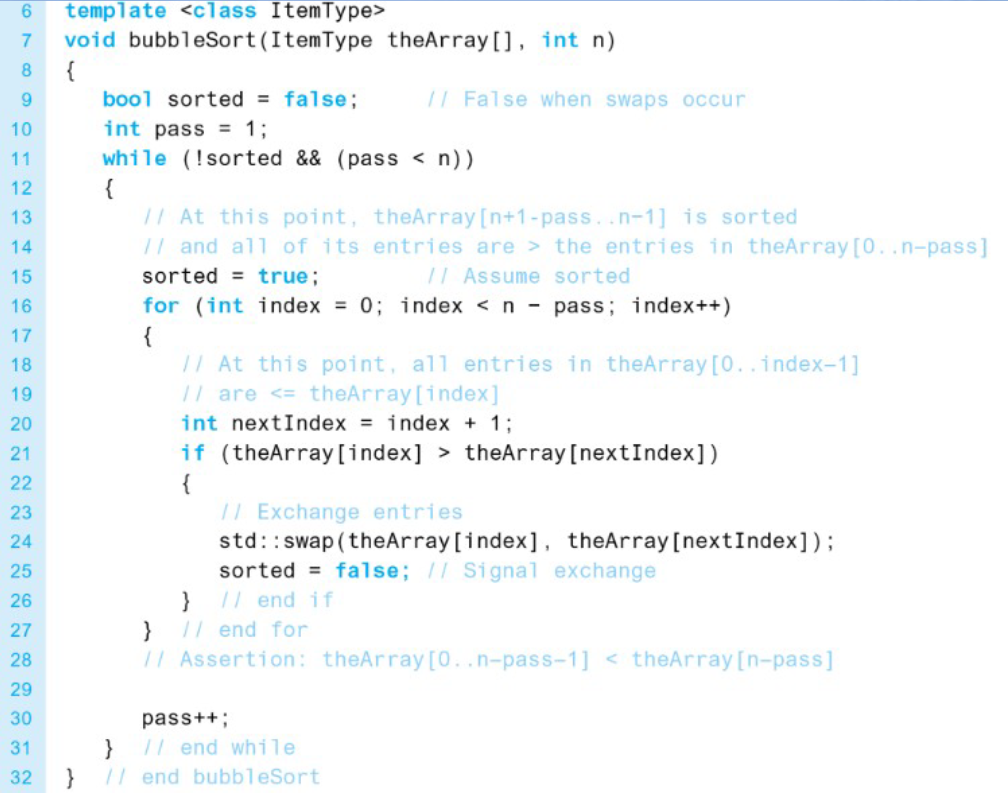 6 template <class ItemType>
7 void bubbleSort(ItemType theArray[], int n)
8 {
9 bool sorted = false; // False when swaps occur
10 int pass = 1;
11 while (!sorted && (pass < n))
12 {
13 // At this point, theArray[n+1-pass..n-1] is sorted
14 // and all of its entries are > the entries in theArray[0..n-pass]
15 sorted = true; // Assume sorted
16 for (int index = 0; index < n - pass; index++)
17 {
18 // At this point, all entries in theArray[0..index-1]
19 // are <= theArray[index]
20 int nextIndex = index + 1;
21 if (theArray[index] > theArray[nextIndex])
22 {
23 // Exchange entries
24 std::swap(theArray[index], theArray[nextIndex]);
25 sorted = false; // Signal exchange
26 } // end if
27 } // end for
28 // Assertion: theArray[0..n-pass-1] < theArray[n-pass]
29
30 pass++;
31 } // end while
32 } // end bubbleSort